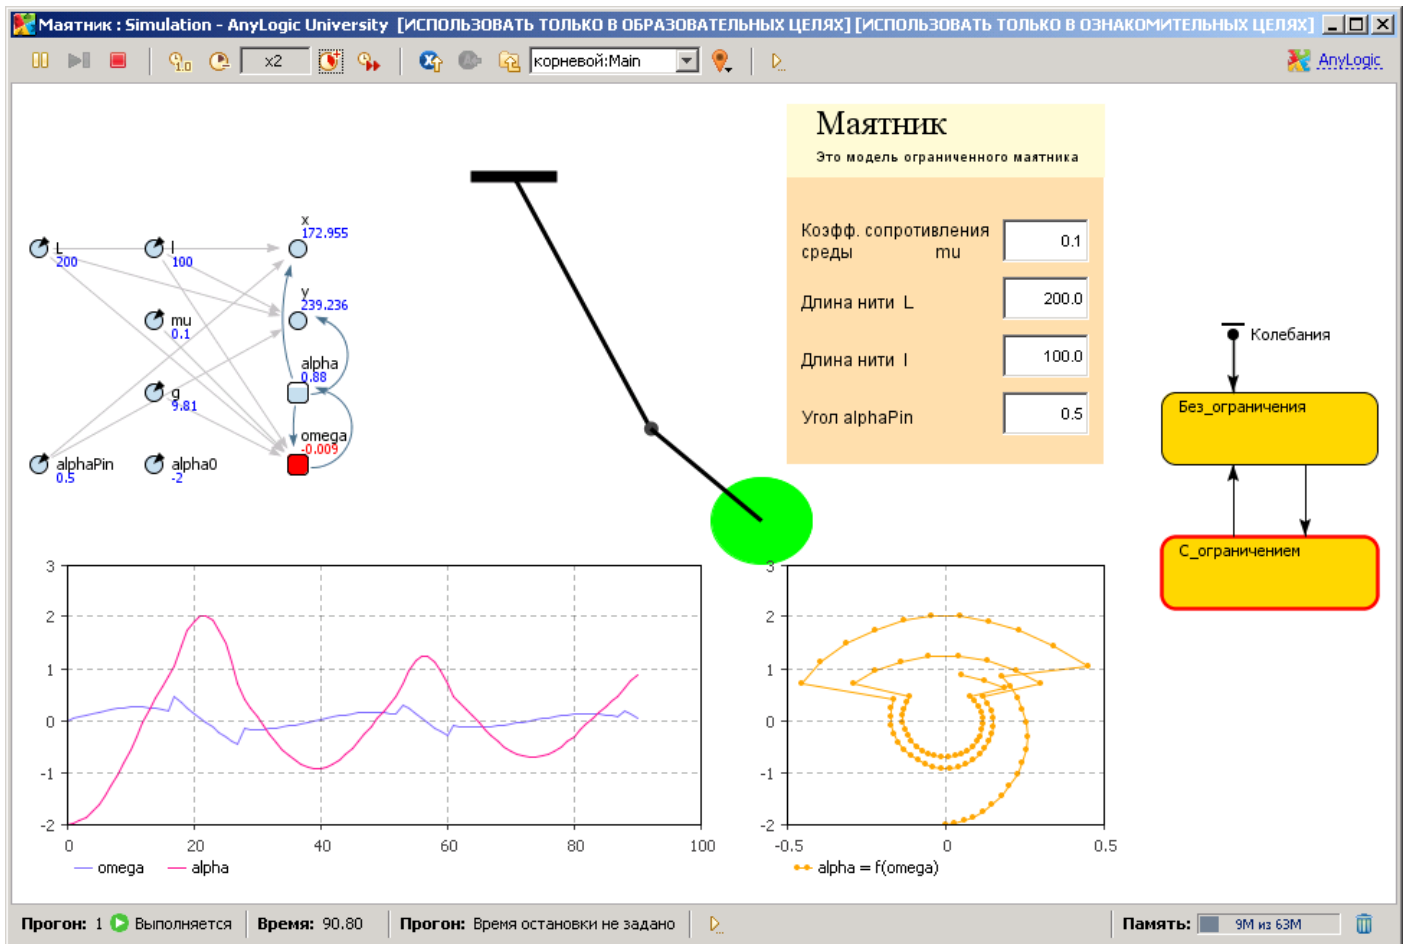 Маятник : Simulation - AnyLogic University [ИСПОЛЬЗОВАТЬ ТОЛЬКО В ОБРАЗОВАТЕЛЬНЫХ ЦЕЛЯХ] [ИСПОЛЬЗОВАТЬ ТОЛЬКО В ОЗНАКОМИТЕЛЬНЫХ ЦЕЛЯХ]
1.0 x2 корневой:Main AnyLogic
Маятник
Это модель ограниченного маятника
Коэфф. сопротивления
среды mu 0.1
Длина нити L 200.0
Длина нити l 100.0
Угол alphaPin 0.5
x
172.955
L
200
l
100
y
239.236
mu
0.1
alpha
0.88
g
9.81
omega
-0.009
alphaPin
0.5
alpha0
-2
Колебания
Без_ограничения
С_ограничением
3
2
1
0
-1
-2
0 20 40 60 80 100
omega alpha
3
2
1
0
-1
-2
-0.5 0 0.5
alpha = f(omega)
Прогон: 1 Выполняется Время: 90.80 Прогон: Время остановки не задано Память: 9M из 63M